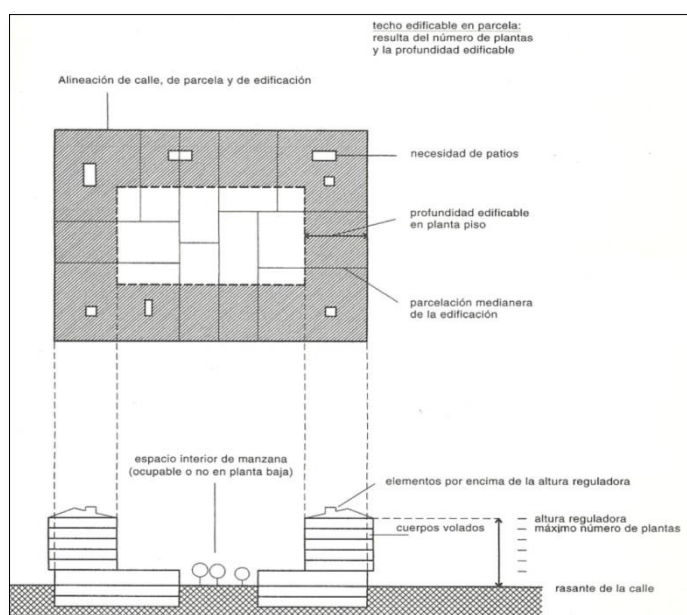 techo edificable en parcela:
resulta del número de plantas
y la profundidad edificable
Alineación de calle, de parcela y de edificación
necesidad de patios
profundidad edificable
en planta piso
parcelación medianera
de la edificación
espacio interior de manzana
(ocupable o no en planta baja)
elementos por encima de la altura reguladora
cuerpos volados
altura reguladora
máximo número de plantas
rasante de la calle